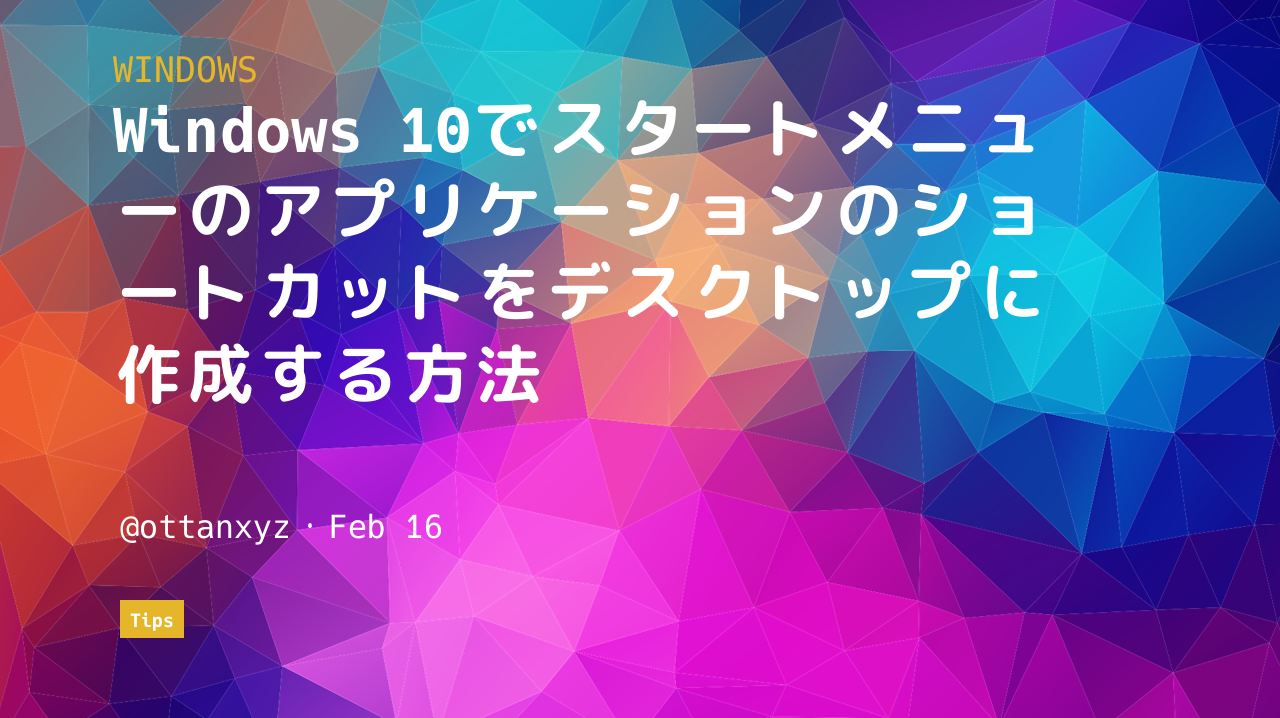 WINDOWS
Windows 10でスタートメニュ
ーのアプリケーションのショ
ートカットをデスクトップに
作成する方法
@ottanxyz・Feb 16
Tips